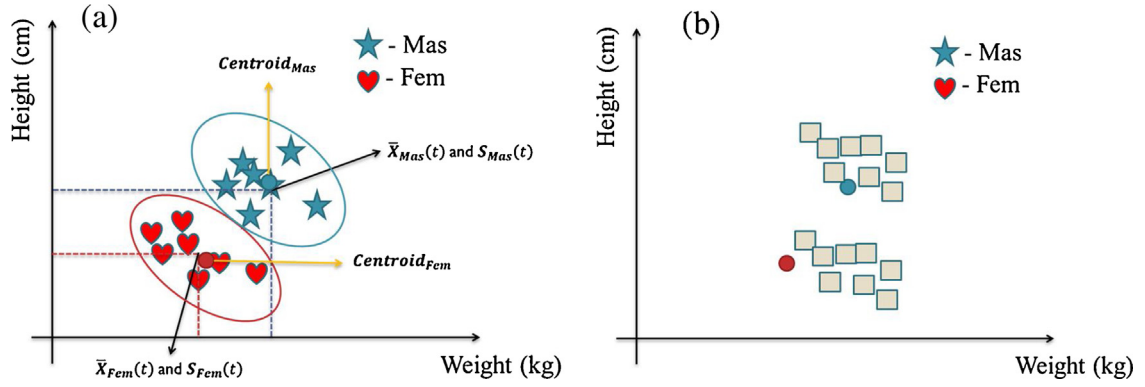 (a)
Height (cm)
- Mas
- Fem
Centroid_Mas
X̄_Mas(t) and S_Mas(t)
Centroid_Fem
X̄_Fem(t) and S_Fem(t)
Weight (kg)
(b)
Height (cm)
- Mas
- Fem
Weight (kg)